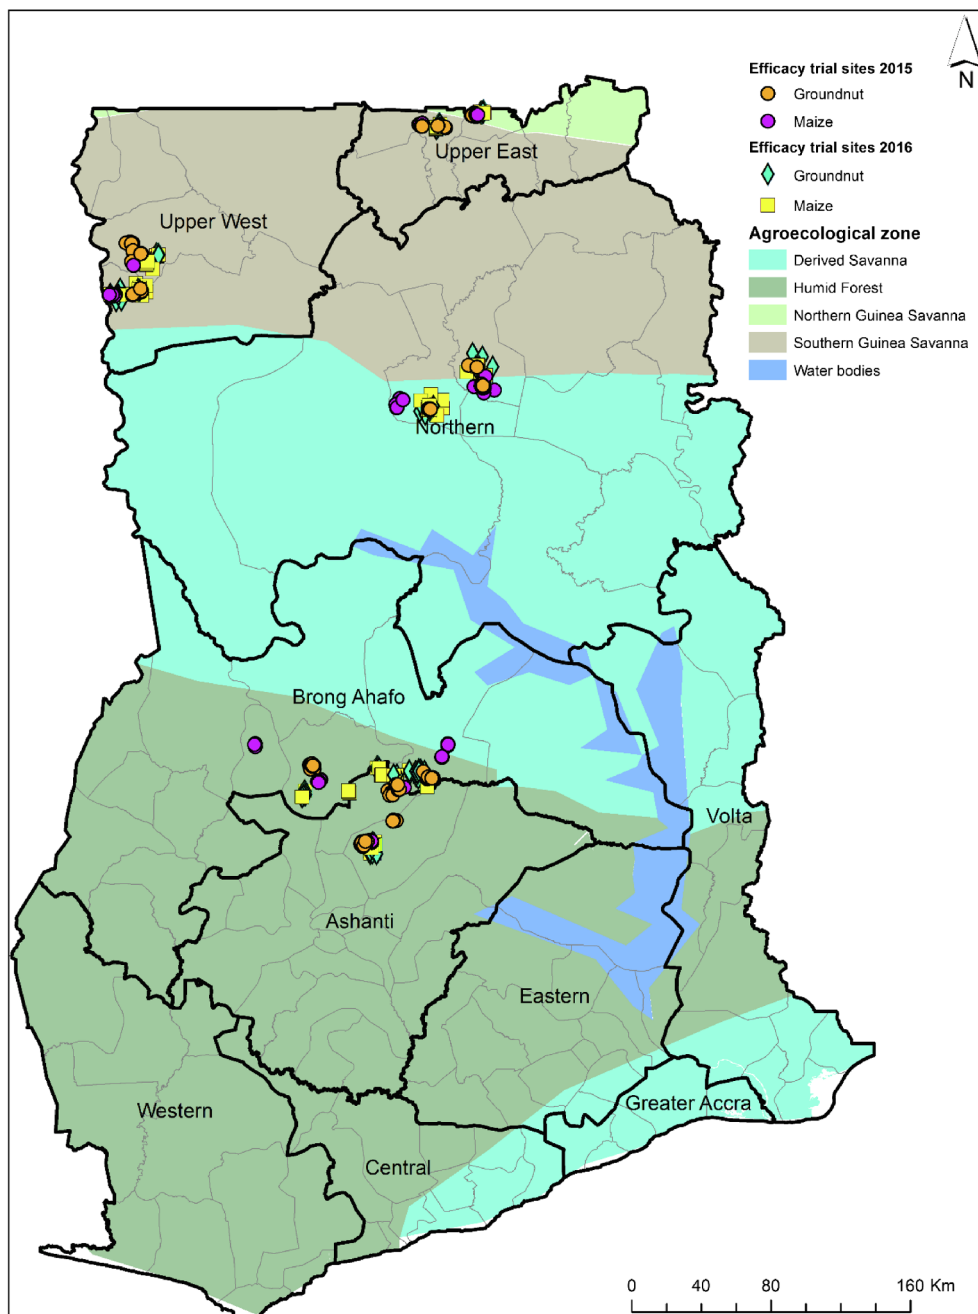 N
Efficacy trial sites 2015
Groundnut
Maize
Efficacy trial sites 2016
Groundnut
Maize
Agroecological zone
Derived Savanna
Humid Forest
Northern Guinea Savanna
Southern Guinea Savanna
Water bodies
Upper East
Upper West
Northern
Brong Ahafo
Volta
Ashanti
Eastern
Western
Greater Accra
Central
0 40 80 160 Km